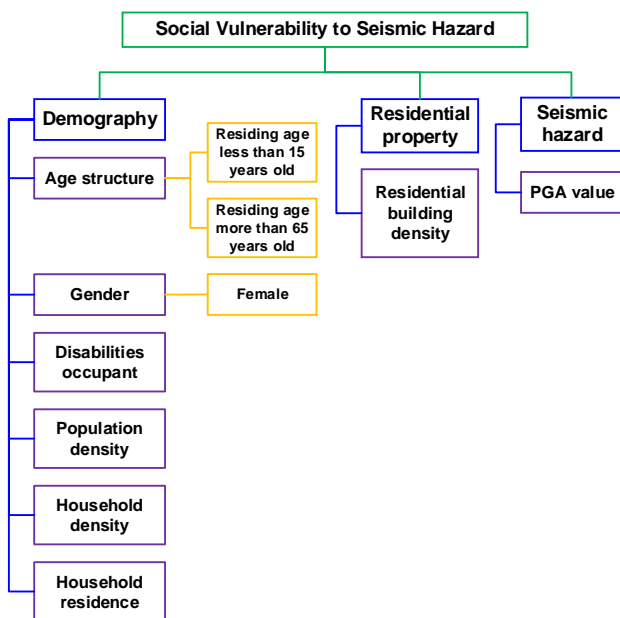 Social Vulnerability to Seismic Hazard
Demography
Age structure
Residing age
less than 15
years old
Residing age
more than 65
years old
Gender
Female
Disabilities
occupant
Population
density
Household
density
Household
residence
Residential
property
Residential
building
density
Seismic
hazard
PGA value